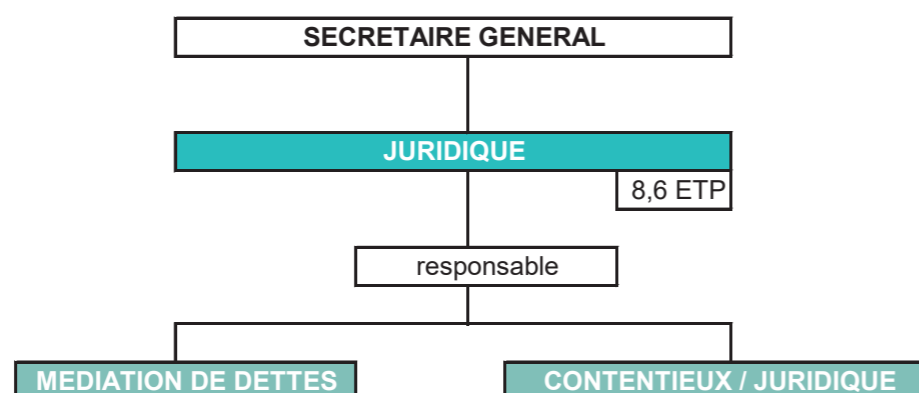 SECRETAIRE GENERAL
JURIDIQUE
8,6 ETP
responsable
MEDIATION DE DETTES
CONTENTIEUX / JURIDIQUE